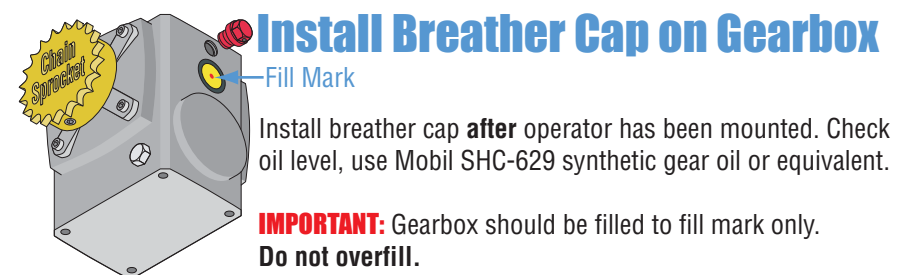 Install Breather Cap on Gearbox
Chain
Sprocket
Fill Mark
Install breather cap after operator has been mounted. Check
oil level, use Mobil SHC-629 synthetic gear oil or equivalent.
IMPORTANT: Gearbox should be filled to fill mark only.
Do not overfill.